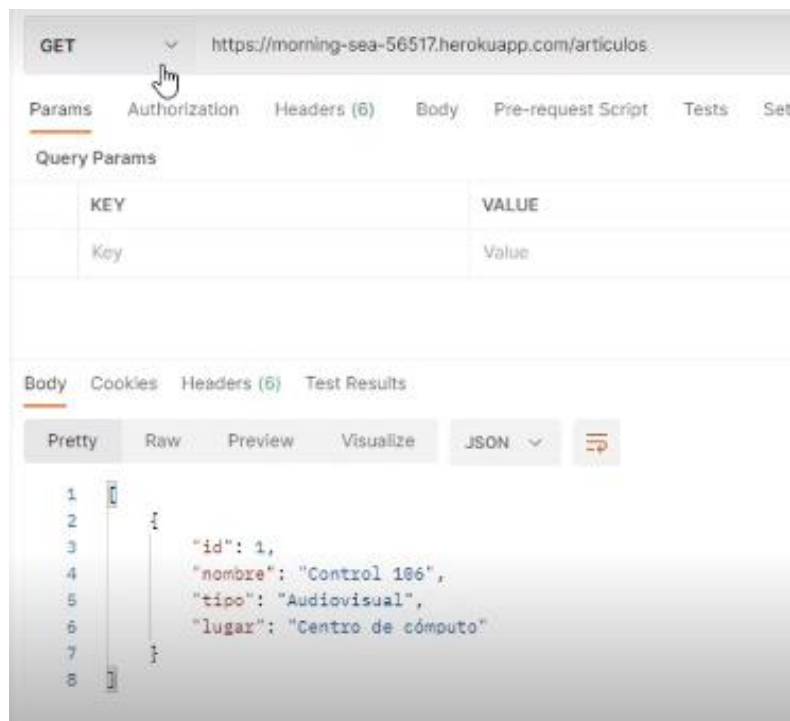 GET https://morning-sea-56517.herokuapp.com/articulos
Params Authorization Headers (6) Body Pre-request Script Tests Set
Query Params
KEY VALUE
Key Value
Body Cookies Headers (6) Test Results
Pretty Raw Preview Visualize JSON
1 [
2 {
3 "id": 1,
4 "nombre": "Control 106",
5 "tipo": "Audiovisual",
6 "lugar": "Centro de cómputo"
7 }
8 ]